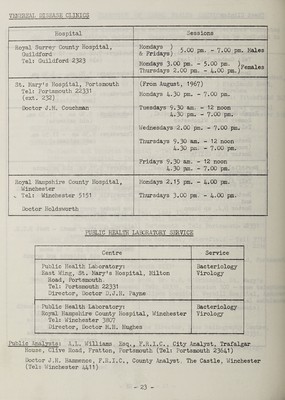 VENEREAL DISEASE CLINICS
Hospital
Sessions
Royal Surrey County Hospital,
Guildford
Tel: Guildford 2323
Mondays )
& Fridays) 5.00 pm. - 7.00 pm. Males
Mondays 3.00 pm. - 5.00 pm. )
Thursdays 2.00 pm. - 4.00 pm.) Females
St. Mary's Hospital, Portsmouth
Tel: Portsmouth 22331
(ext. 232)
Doctor J.H. Couchman
(From August, 1967)
Mondays 4.30 pm. - 7.00 pm.
Tuesdays 9.30 am. - 12 noon
4.30 pm. - 7.00 pm.
Wednesdays 2.00 pm. - 7.00 pm.
Thursdays 9.30 am. - 12 noon
4.30 pm. - 7.00 pm.
Fridays 9.30 am. - 12 noon
4.30 pm. - 7.00 pm.
Royal Hampshire County Hospital,
Winchester
Tel: Winchester 5151
Doctor Holdsworth
Mondays 2.15 pm. - 4.00 pm.
Thursdays 3.00 pm. - 4.00 pm.
PUBLIC HEALTH LABORATORY SERVICE
Centre
Service
Public Health Laboratory:
East Wing, St. Mary's Hospital, Milton
Road, Portsmouth.
Tel: Portsmouth 22331
Director, Doctor D.J.H. Payne
Bacteriology
Virology
Public Health Laboratory:
Royal Hampshire County Hospital, Winchester
Tel: Winchester 3807
Director, Doctor M.H. Hughes
Bacteriology
Virology
Public Analysts: A.L. Williams Esq., F.R.I.C., City Analyst, Trafalgar
House, Clive Road, Fratton, Portsmouth (Tel: Portsmouth 23641)
Doctor J.H. Hamence, F.R.I.C., County Analyst, The Castle, Winchester
(Tel: Winchester 4411)
- 23 -